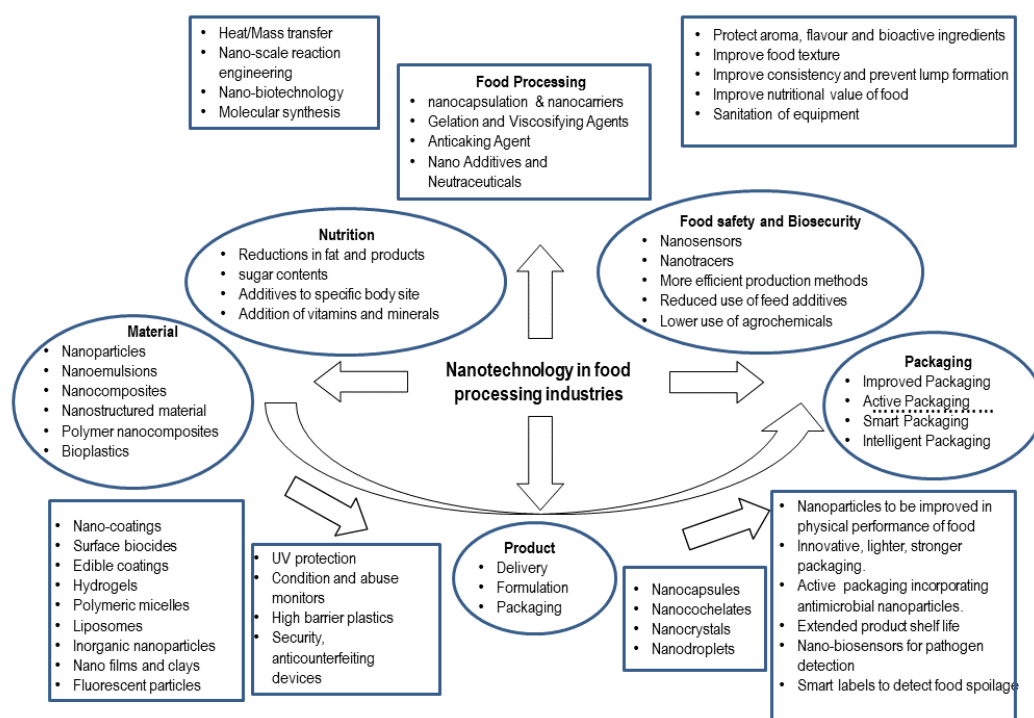 • Heat/Mass transfer
• Nano-scale reaction
engineering
• Nano-biotechnology
• Molecular synthesis
Food Processing
• nanocapsulation & nanocarriers
• Gelation and Viscosifying Agents
• Anticaking Agent
• Nano Additives and
Neutraceuticals
• Protect aroma, flavour and bioactive ingredients
• Improve food texture
• Improve consistency and prevent lump formation
• Improve nutritional value of food
• Sanitation of equipment
Nutrition
• Reductions in fat and products
• sugar contents
• Additives to specific body site
• Addition of vitamins and minerals
Food safety and Biosecurity
• Nanosensors
• Nanotracers
• More efficient production methods
• Reduced use of feed additives
• Lower use of agrochemicals
Material
• Nanoparticles
• Nanoemulsions
• Nanocomposites
• Nanostructured material
• Polymer nanocomposites
• Bioplastics
Nanotechnology in food
processing industries
Packaging
• Improved Packaging
• Active Packaging
• Smart Packaging
• Intelligent Packaging
• Nano-coatings
• Surface biocides
• Edible coatings
• Hydrogels
• Polymeric micelles
• Liposomes
• Inorganic nanoparticles
• Nano films and clays
• Fluorescent particles
• UV protection
• Condition and abuse
monitors
• High barrier plastics
• Security,
anticounterfeiting
devices
Product
• Delivery
• Formulation
• Packaging
• Nanocapsules
• Nanocochelates
• Nanocrystals
• Nanodroplets
• Nanoparticles to be improved in
physical performance of food
• Innovative, lighter, stronger
packaging.
• Active packaging incorporating
antimicrobial nanoparticles.
• Extended product shelf life
• Nano-biosensors for pathogen
detection
• Smart labels to detect food spoilage